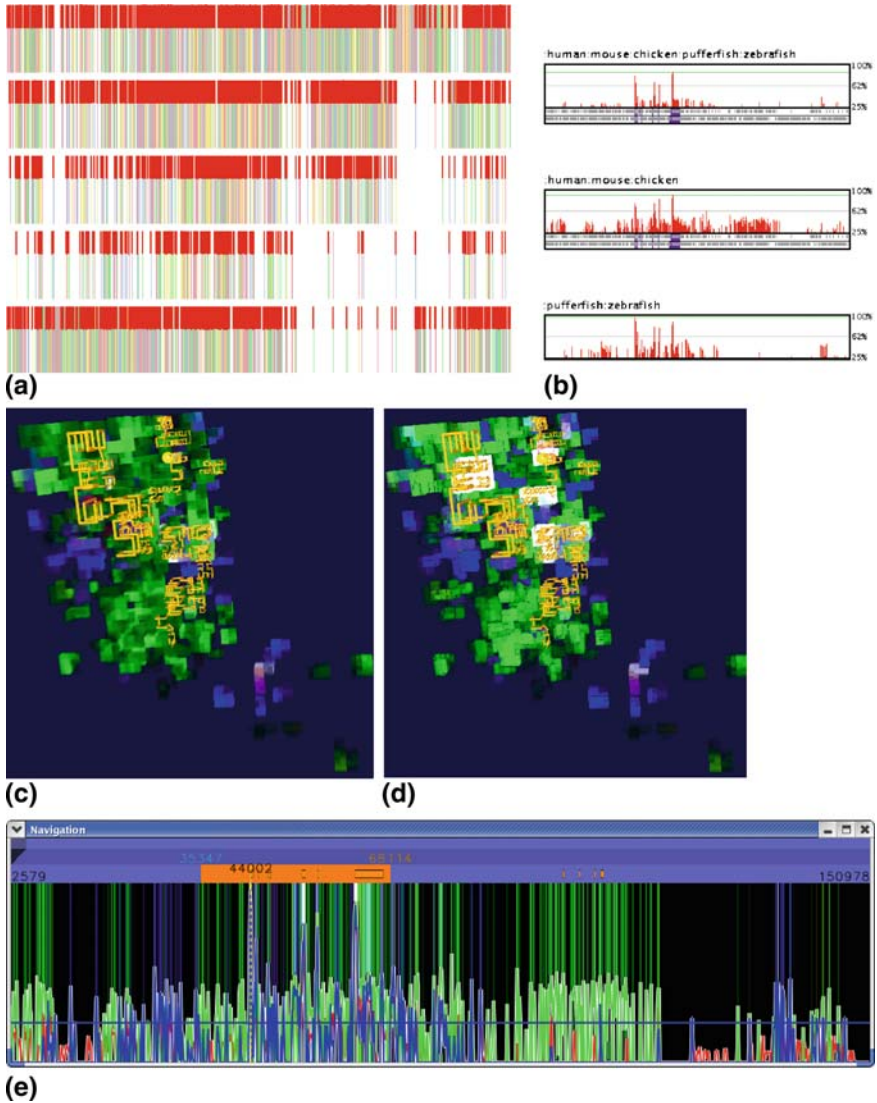 :human:mouse:chicken:pufferfish:zebrafish
100%
62%
25%
:human:mouse:chicken
100%
62%
25%
:pufferfish:zebrafish
100%
62%
25%
(a)
(b)
(c)
(d)
Navigation
35347
68114
44002
2579
150978
(e)